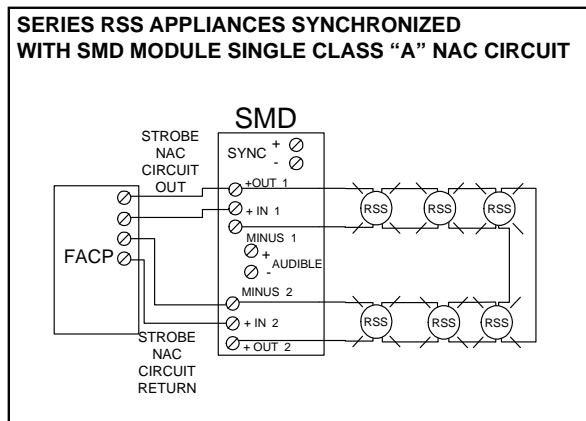 SERIES RSS APPLIANCES SYNCHRONIZED
WITH SMD MODULE SINGLE CLASS “A” NAC CIRCUIT
SMD
STROBE
NAC
CIRCUIT
OUT
SYNC + -
+OUT 1
+ IN 1
MINUS 1
+
AUDIBLE
-
MINUS 2
+ IN 2
+ OUT 2
FACP
STROBE
NAC
CIRCUIT
RETURN
RSS RSS RSS
RSS RSS RSS